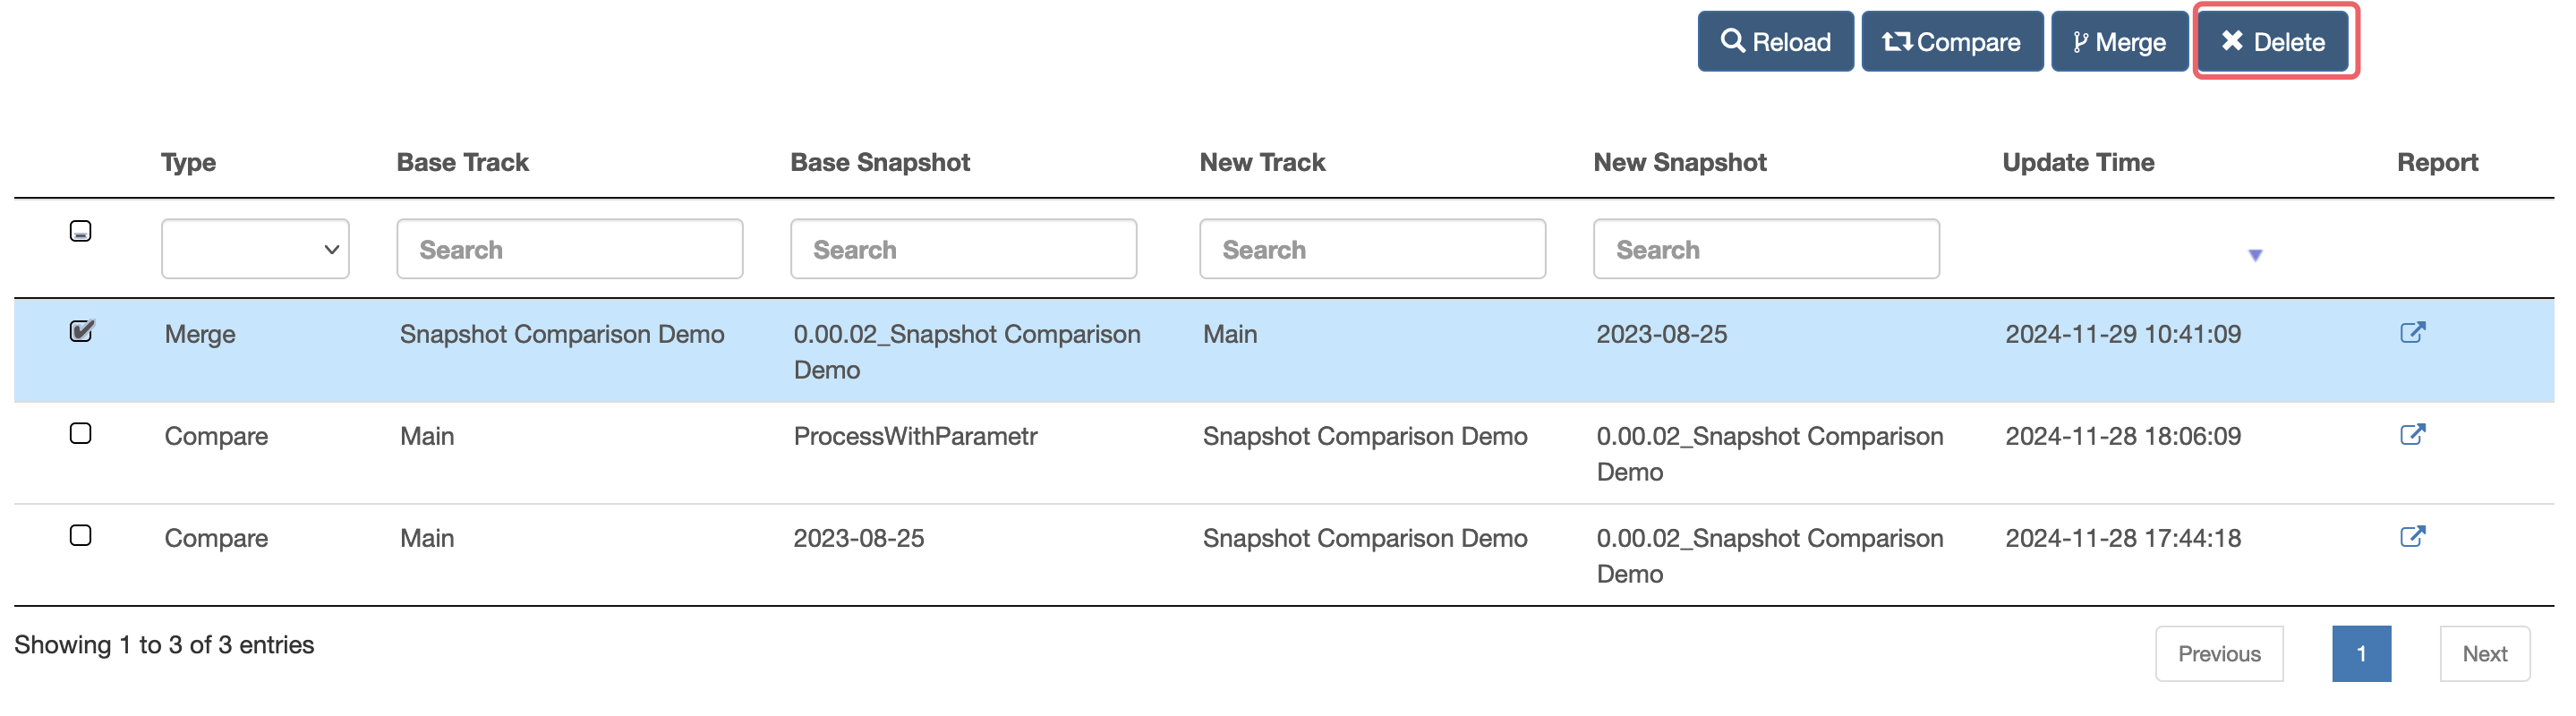 Reload Compare Merge Delete
Type Base Track Base Snapshot New Track New Snapshot Update Time Report
Search Search Search Search
Merge Snapshot Comparison Demo 0.00.02_Snapshot Comparison Main 2023-08-25 2024-11-29 10:41:09
Demo
Compare Main ProcessWithParametr Snapshot Comparison Demo 0.00.02_Snapshot Comparison 2024-11-28 18:06:09
Demo
Compare Main 2023-08-25 Snapshot Comparison Demo 0.00.02_Snapshot Comparison 2024-11-28 17:44:18
Demo
Showing 1 to 3 of 3 entries
Previous 1 Next